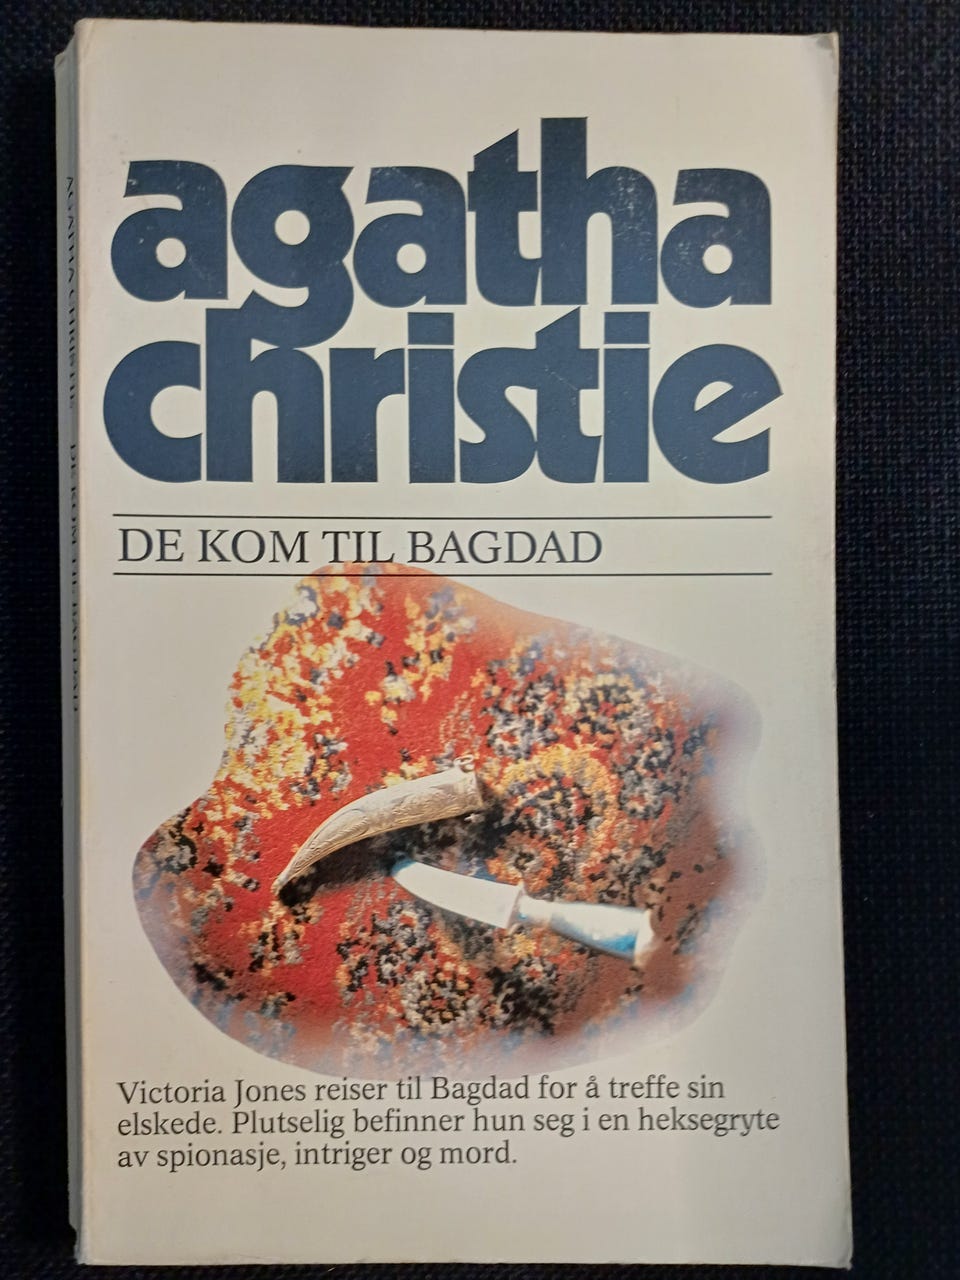 agatha
christie
DE KOM TIL BAGDAD
Victoria Jones reiser til Bagdad for å treffe sin
elskede. Plutselig befinner hun seg i en heksegryte
av spionasje, intriger og mord.
AGATHA CHRISTIE DE KOM TIL BAGDAD